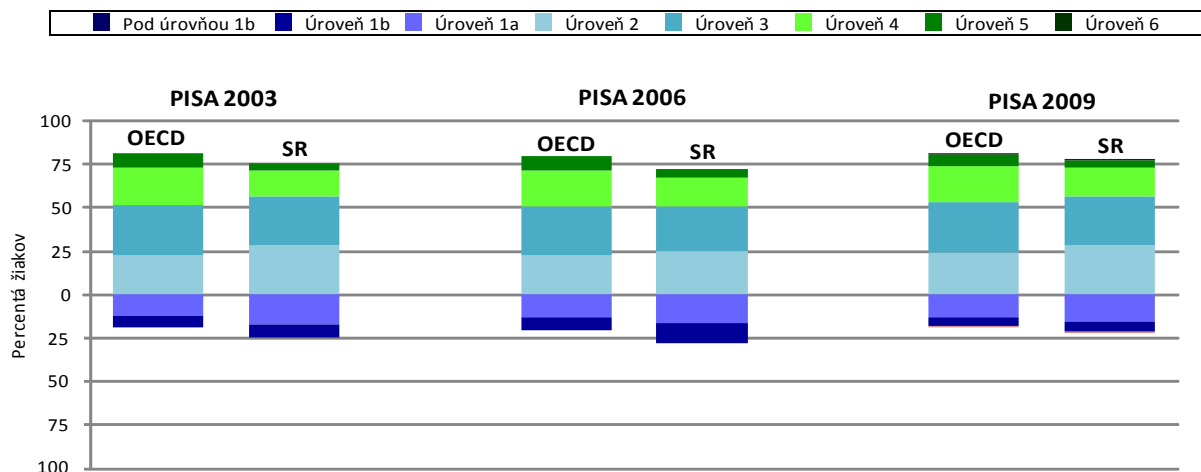 Pod úrovňou 1b Úroveň 1b Úroveň 1a Úroveň 2 Úroveň 3 Úroveň 4 Úroveň 5 Úroveň 6
PISA 2003 PISA 2006 PISA 2009
OECD SR OECD SR OECD SR
Percentá žiakov
100
75
50
25
0
25
50
75
100